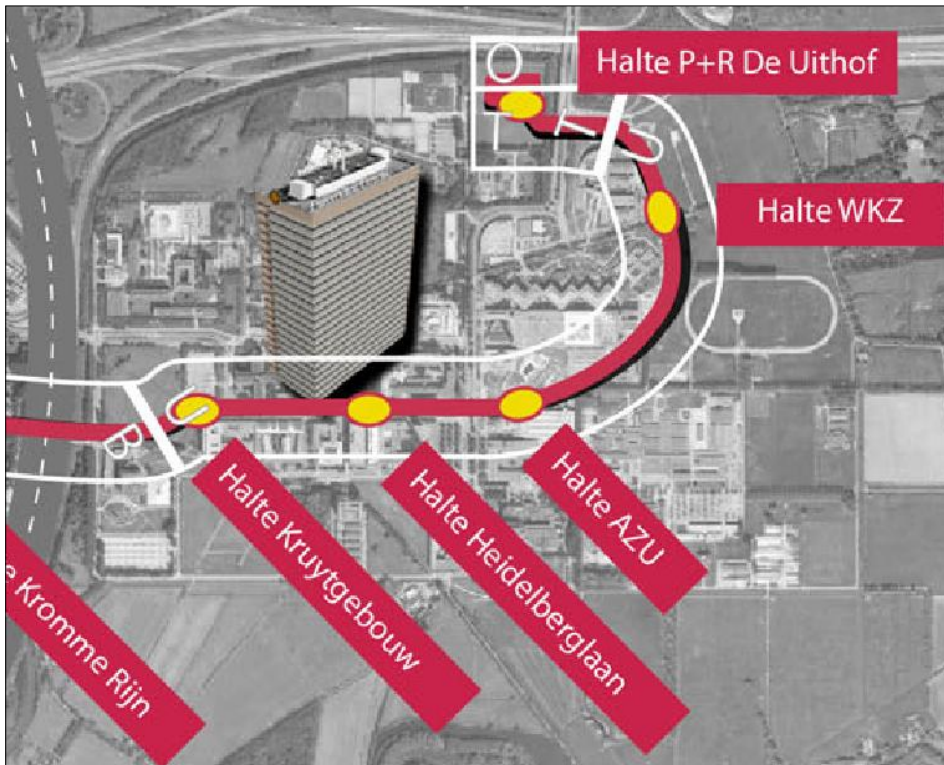 Halte P+R De Uithof
Halte WKZ
Halte AZU
Halte Heidelberglaan
Halte Kruytgebouw
e Kromme Rijn
O
T
U
B
U